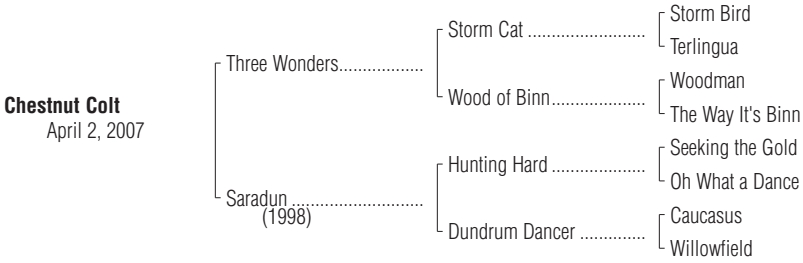 Storm Bird
Storm Cat ........................
Terlingua
Three Wonders.................
Woodman
Wood of Binn...................
The Way It's Binn
Chestnut Colt
April 2, 2007
Seeking the Gold
Hunting Hard ...................
Oh What a Dance
Saradun ..........................
(1998)
Caucasus
Dundrum Dancer .............
Willowfield